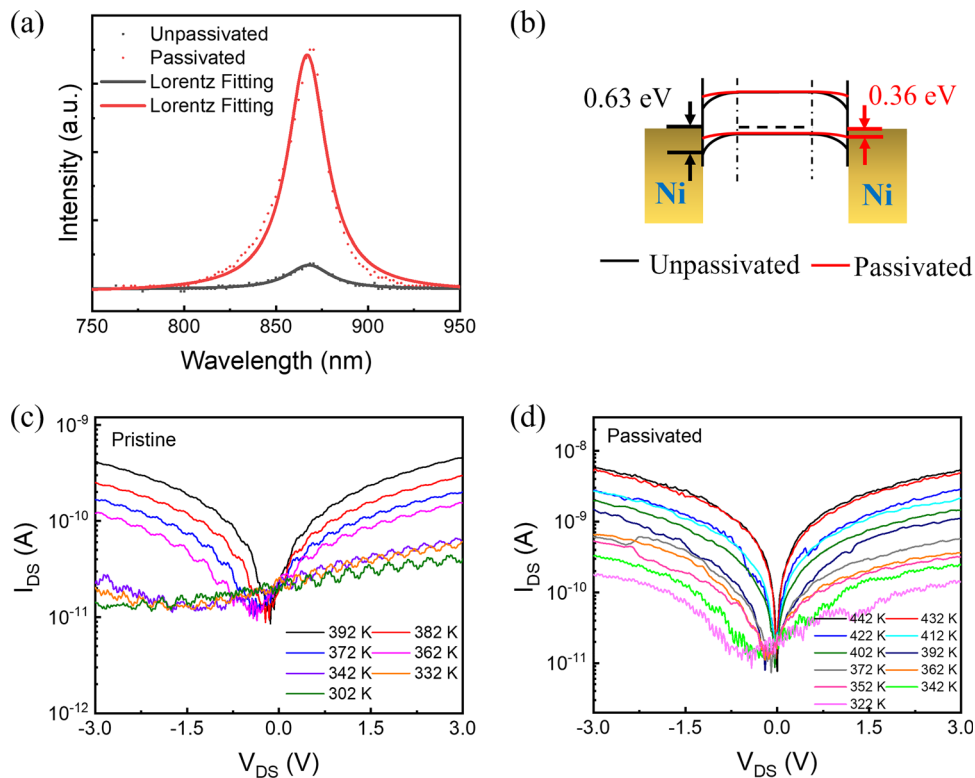 (a)
Unpassivated
Passivated
Lorentz Fitting
Lorentz Fitting
Intensity (a.u.)
750 800 850 900 950
Wavelength (nm)
(b)
0.63 eV
0.36 eV
Ni
Ni
Unpassivated
Passivated
(c)
Pristine
10⁻⁹
10⁻¹⁰
10⁻¹¹
10⁻¹²
I_DS (A)
392 K 382 K
372 K 362 K
342 K 332 K
302 K
-3.0 -1.5 0.0 1.5 3.0
V_DS (V)
(d)
Passivated
10⁻⁸
10⁻⁹
10⁻¹⁰
10⁻¹¹
I_DS (A)
442 K 432 K
422 K 412 K
402 K 392 K
372 K 362 K
352 K 342 K
322 K
-3.0 -1.5 0.0 1.5 3.0
V_DS (V)